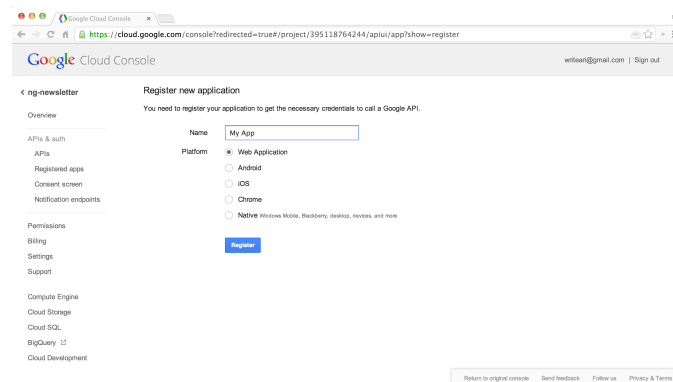 Google Cloud Console
https://cloud.google.com/console?redirected=true#/project/395118764244/apiui/app?show=register
Google Cloud Console
writeari@gmail.com | Sign out
ng-newsletter
Overview
APIs & auth
APIs
Registered apps
Consent screen
Notification endpoints
Permissions
Billing
Settings
Support
Compute Engine
Cloud Storage
Cloud SQL
BigQuery
Cloud Development
Register new application
You need to register your application to get the necessary credentials to call a Google API.
Name My App
Platform Web Application
Android
iOS
Chrome
Native Windows Mobile, Blackberry, desktop, devices, and more
Register
Return to original console Send feedback Follow us Privacy & Terms